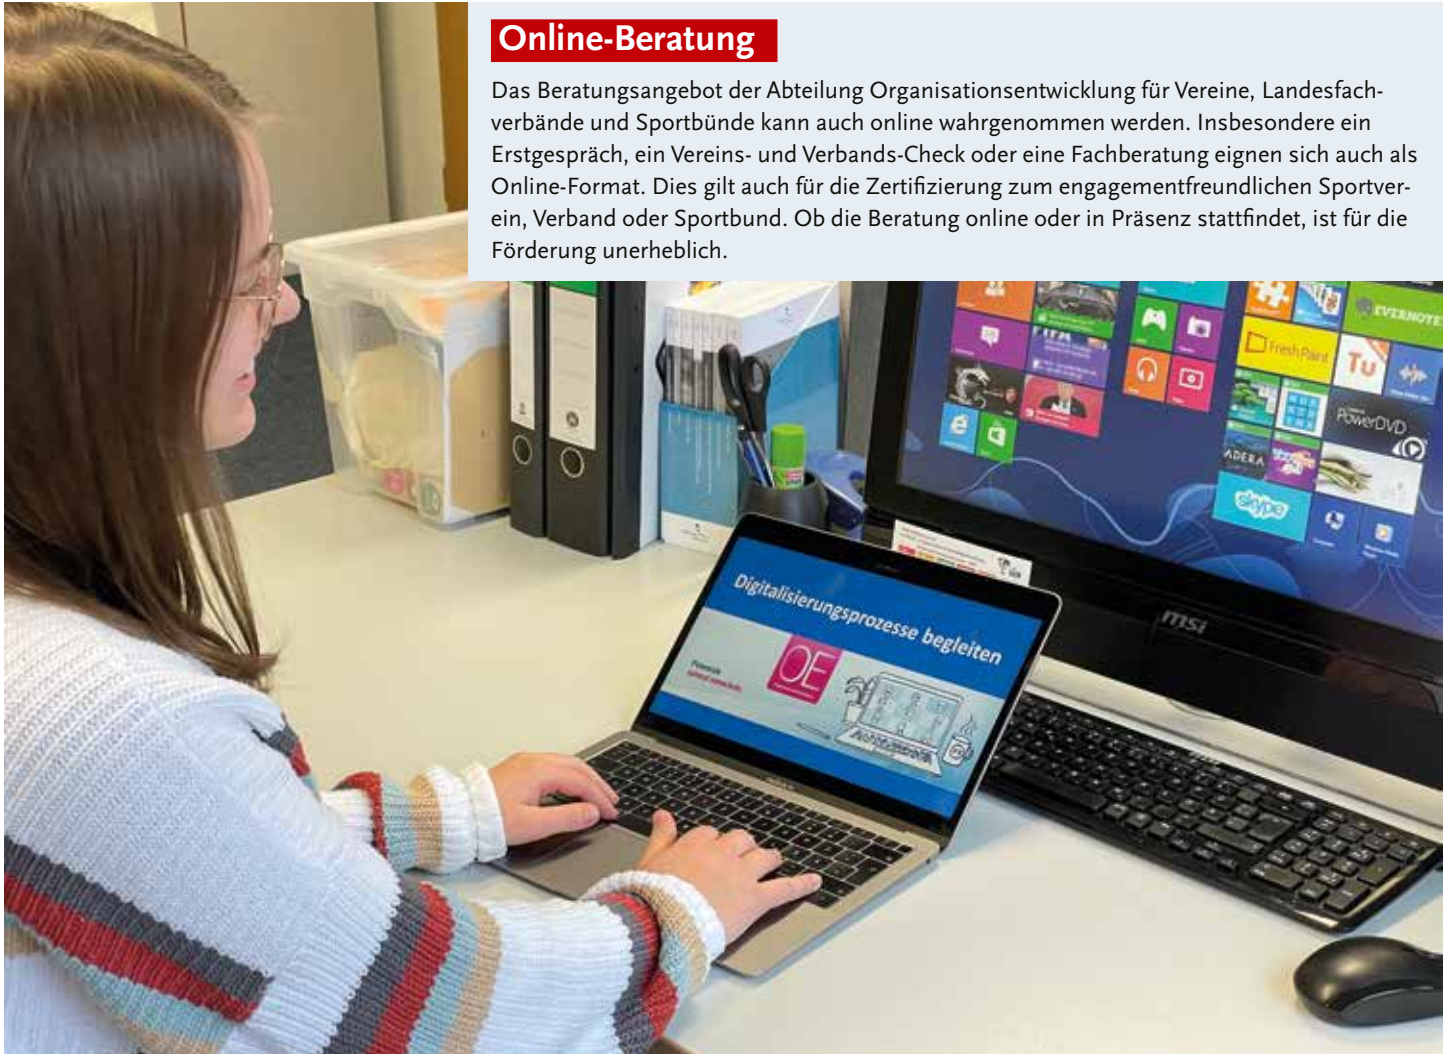 Online-Beratung
Das Beratungsangebot der Abteilung Organisationsentwicklung für Vereine, Landesfach-
verbände und Sportbünde kann auch online wahrgenommen werden. Insbesondere ein
Erstgespräch, ein Vereins- und Verbands-Check oder eine Fachberatung eignen sich auch als
Online-Format. Dies gilt auch für die Zertifizierung zum engagementfreundlichen Sportver-
ein, Verband oder Sportbund. Ob die Beratung online oder in Präsenz stattfindet, ist für die
Förderung unerheblich.
EVERNOTE
Fresh Paint
Tu
PowerDVD
ADERA
skype
msi
Digitalisierungsprozesse begleiten
OE